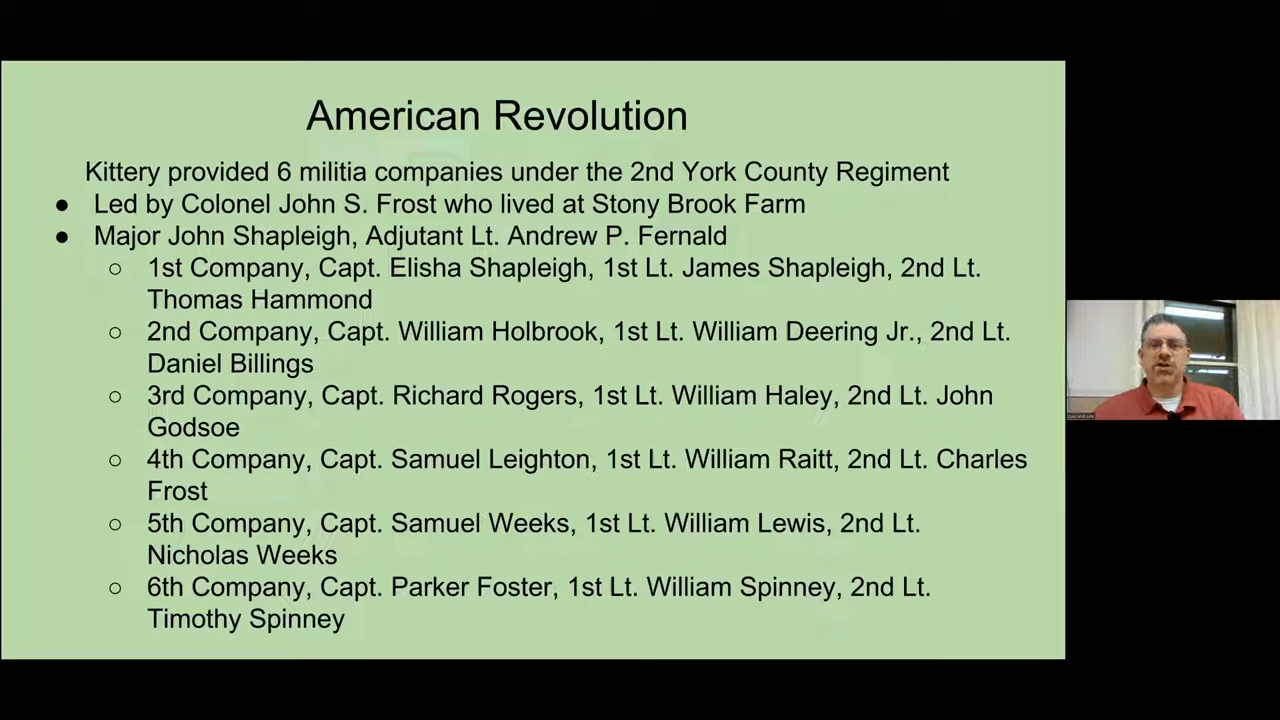 American Revolution
Kittery provided 6 militia companies under the 2nd York County Regiment
● Led by Colonel John S. Frost who lived at Stony Brook Farm
● Major John Shapleigh, Adjutant Lt. Andrew P. Fernald
○ 1st Company, Capt. Elisha Shapleigh, 1st Lt. James Shapleigh, 2nd Lt.
Thomas Hammond
○ 2nd Company, Capt. William Holbrook, 1st Lt. William Deering Jr., 2nd Lt.
Daniel Billings
○ 3rd Company, Capt. Richard Rogers, 1st Lt. William Haley, 2nd Lt. John
Godsoe
○ 4th Company, Capt. Samuel Leighton, 1st Lt. William Raitt, 2nd Lt. Charles
Frost
○ 5th Company, Capt. Samuel Weeks, 1st Lt. William Lewis, 2nd Lt.
Nicholas Weeks
○ 6th Company, Capt. Parker Foster, 1st Lt. William Spinney, 2nd Lt.
Timothy Spinney